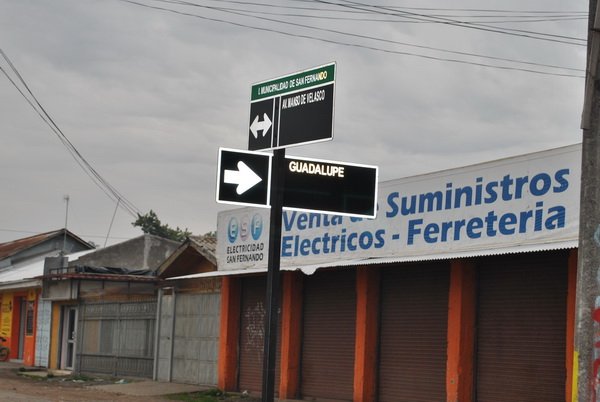 I. MUNICIPALIDAD DE SAN FERNANDO
AV. MANSO DE VELASCO
GUADALUPE
esf
ELECTRICIDAD
SAN FERNANDO
Venta de Suministros
Electricos - Ferreteria